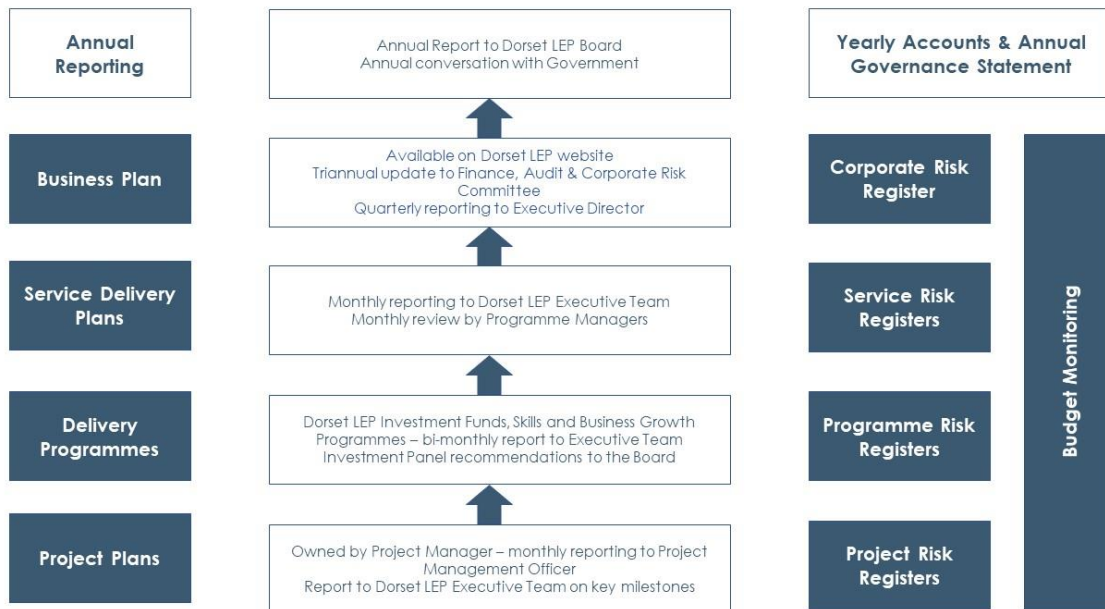 Annual
Reporting
Annual Report to Dorset LEP Board
Annual conversation with Government
Yearly Accounts & Annual
Governance Statement
Business Plan
Available on Dorset LEP website
Triannual update to Finance, Audit & Corporate Risk
Committee
Quarterly reporting to Executive Director
Corporate Risk
Register
Service Delivery
Plans
Monthly reporting to Dorset LEP Executive Team
Monthly review by Programme Managers
Service Risk
Registers
Delivery
Programmes
Dorset LEP Investment Funds, Skills and Business Growth
Programmes – bi-monthly report to Executive Team
Investment Panel recommendations to the Board
Programme Risk
Registers
Project Plans
Owned by Project Manager – monthly reporting to Project
Management Officer
Report to Dorset LEP Executive Team on key milestones
Project Risk
Registers
Budget Monitoring